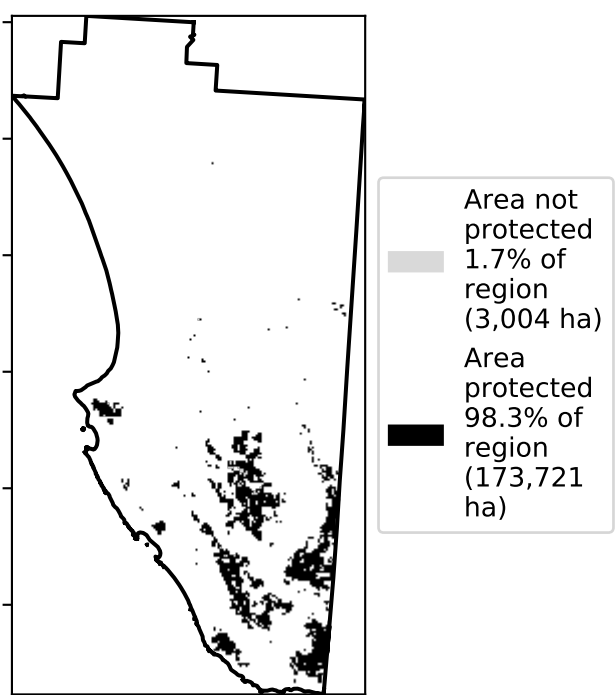 Area not
protected
1.7% of
region
(3,004 ha)
Area
protected
98.3% of
region
(173,721
ha)